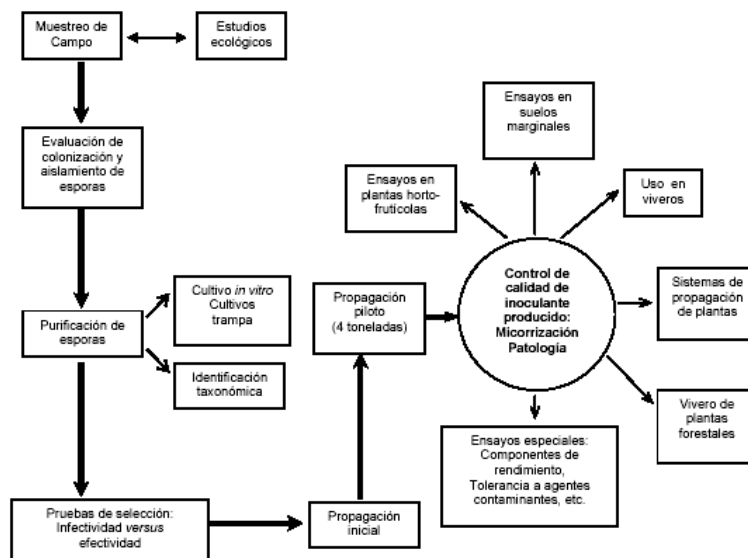 Muestreo de
Campo
Estudios
ecológicos
Evaluación de
colonización y
aislamiento de
esporas
Purificación de
esporas
Cultivo in vitro
Cultivos
trampa
Identificación
taxonómica
Pruebas de selección:
Infectividad versus
efectividad
Propagación
inicial
Propagación
piloto
(4 toneladas)
Control de
calidad de
inoculante
producido:
Micorrización
Patología
Ensayos en
plantas horto-
frutícolas
Ensayos en
suelos
marginales
Uso en
viveros
Sistemas de
propagación
de plantas
Vivero de
plantas
forestales
Ensayos especiales:
Componentes de
rendimiento,
Tolerancia a agentes
contaminantes, etc.